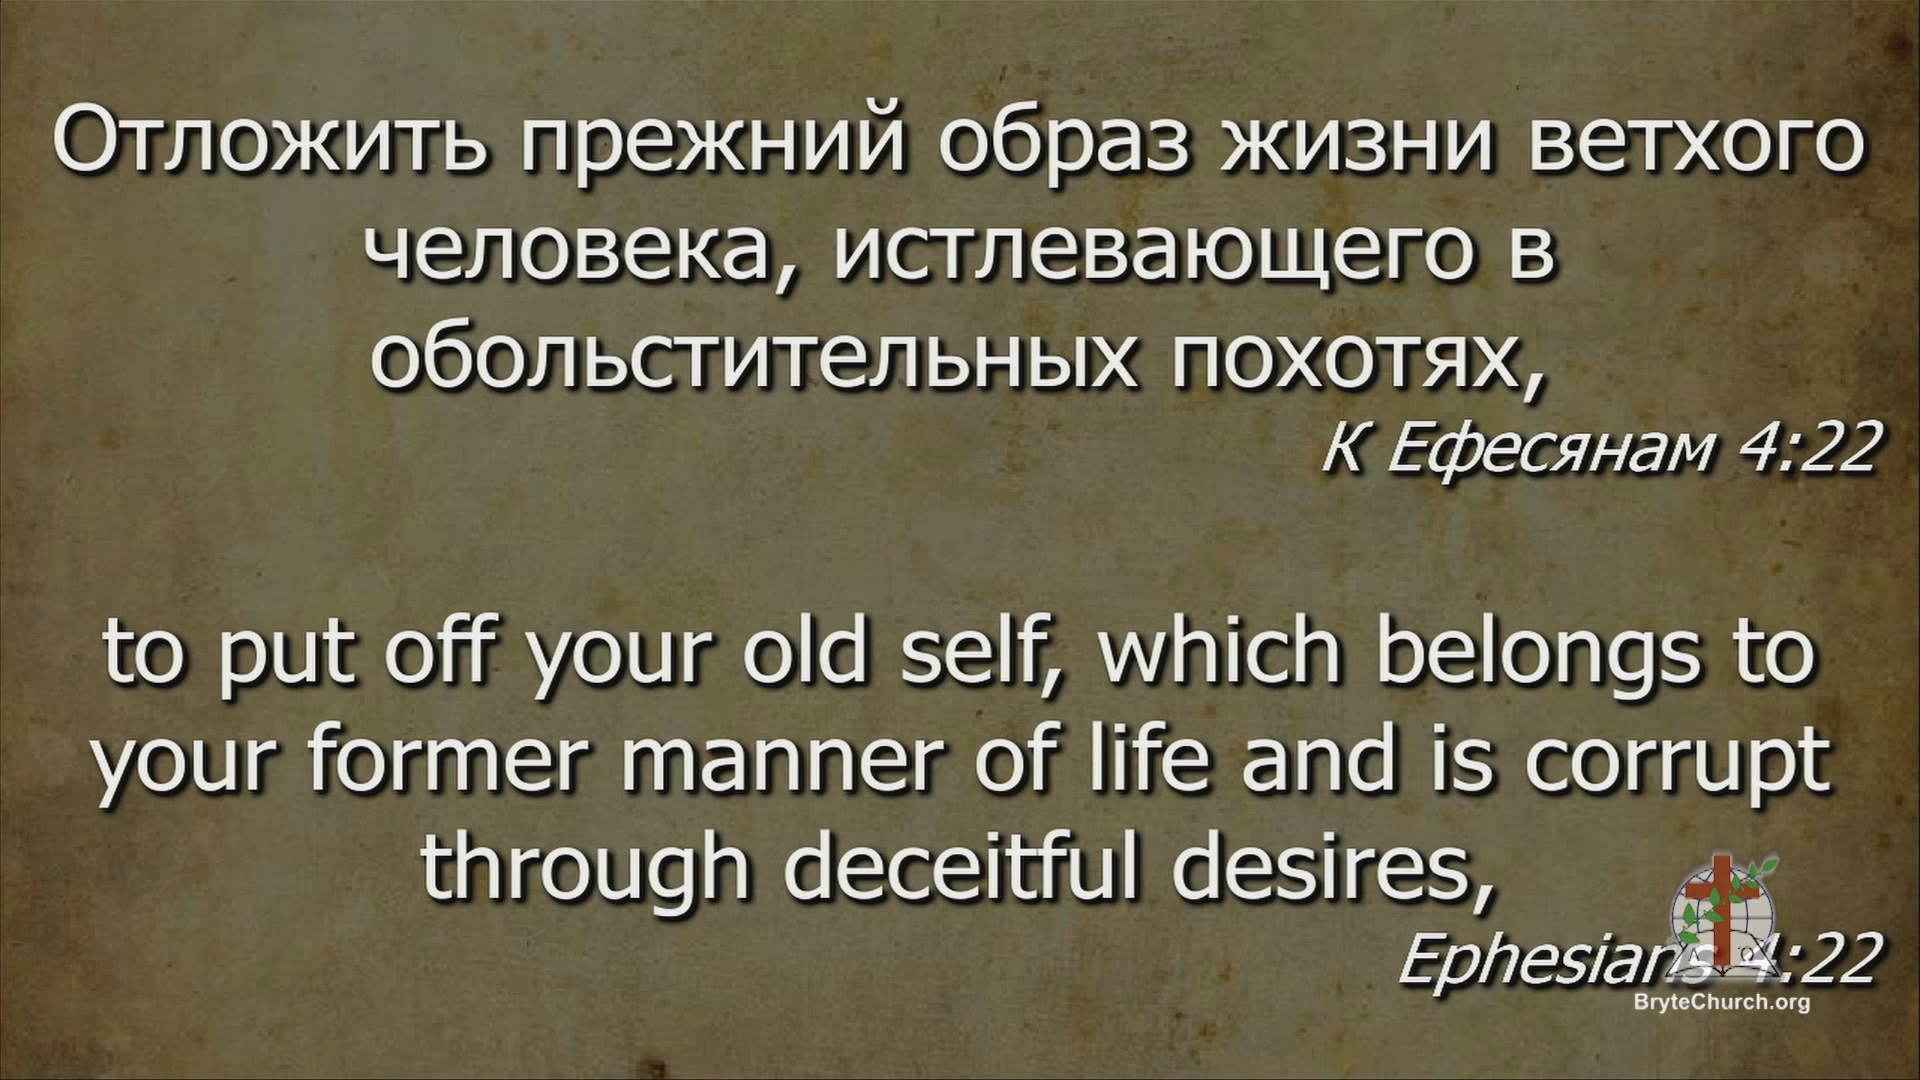 Отложить прежний образ жизни ветхого
человека, истлевающего в
обольстительных похотях,
К Ефесянам 4:22
to put off your old self, which belongs to
your former manner of life and is corrupt
through deceitful desires,
Ephesians 4:22
BryteChurch.org